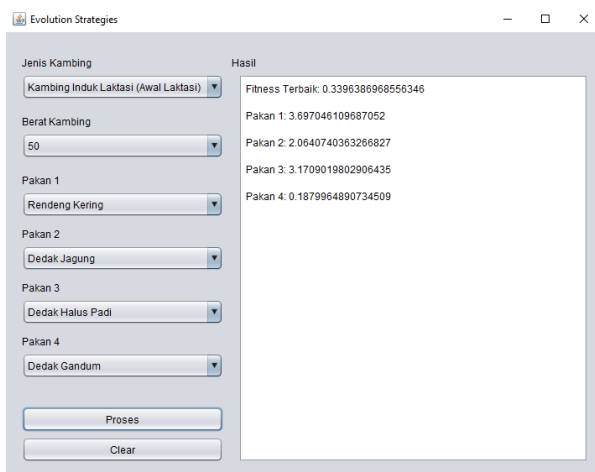 Evolution Strategies
Jenis Kambing
Kambing Induk Laktasi (Awal Laktasi)
Berat Kambing
50
Pakan 1
Rendeng Kering
Pakan 2
Dedak Jagung
Pakan 3
Dedak Halus Padi
Pakan 4
Dedak Gandum
Proses
Clear
Hasil
Fitness Terbaik: 0.3396386968556346
Pakan 1: 3.697046109687052
Pakan 2: 2.0640740363266827
Pakan 3: 3.1709019802906435
Pakan 4: 0.1879964890734509